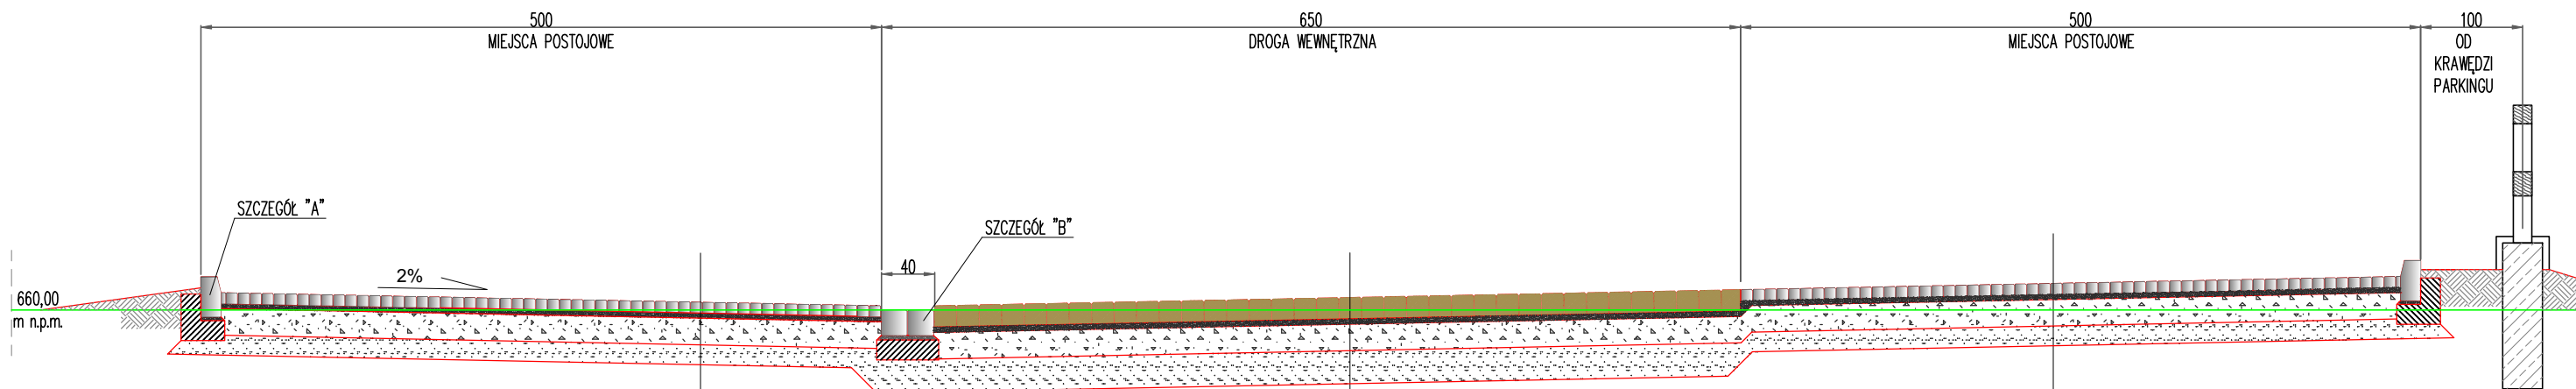 500
MIEJSCA POSTOJOWE
650
DROGA WEWNĘTRZNA
500
MIEJSCA POSTOJOWE
100
OD
KRAWĘDZI
PARKINGU
SZCZEGÓŁ "A"
SZCZEGÓŁ "B"
2%
40
660,00
m n.p.m.